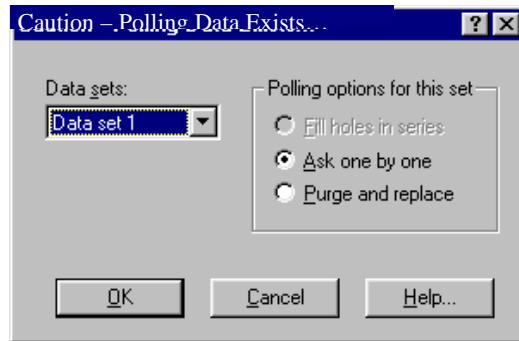 Caution – Polling Data Exists…
Data sets:
Data set 1
Polling options for this set
Fill holes in series
Ask one by one
Purge and replace
OK
Cancel
Help...